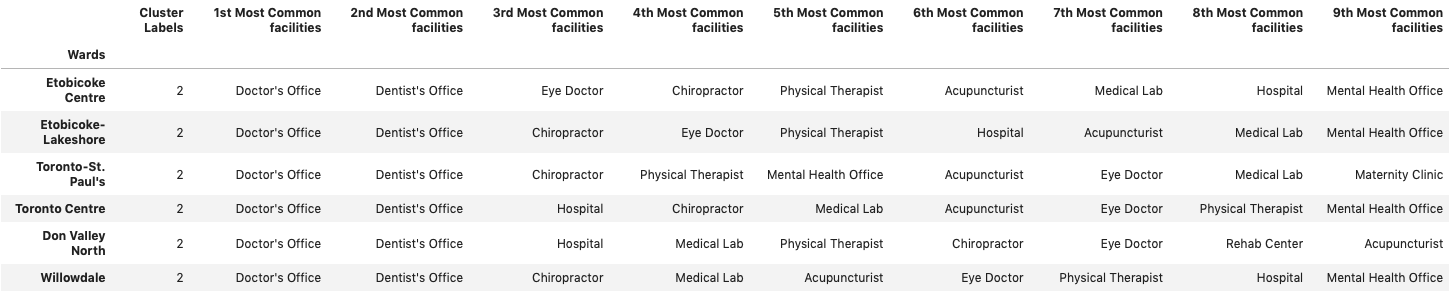 Cluster Labels 1st Most Common facilities 2nd Most Common facilities 3rd Most Common facilities 4th Most Common facilities 5th Most Common facilities 6th Most Common facilities 7th Most Common facilities 8th Most Common facilities 9th Most Common facilities
Wards
Etobicoke Centre 2 Doctor's Office Dentist's Office Eye Doctor Chiropractor Physical Therapist Acupuncturist Medical Lab Hospital Mental Health Office
Etobicoke-Lakeshore 2 Doctor's Office Dentist's Office Chiropractor Eye Doctor Physical Therapist Hospital Acupuncturist Medical Lab Mental Health Office
Toronto-St. Paul's 2 Doctor's Office Dentist's Office Chiropractor Physical Therapist Mental Health Office Acupuncturist Eye Doctor Medical Lab Maternity Clinic
Toronto Centre 2 Doctor's Office Dentist's Office Hospital Chiropractor Medical Lab Acupuncturist Eye Doctor Physical Therapist Mental Health Office
Don Valley North 2 Doctor's Office Dentist's Office Hospital Medical Lab Physical Therapist Chiropractor Eye Doctor Rehab Center Acupuncturist
Willowdale 2 Doctor's Office Dentist's Office Chiropractor Medical Lab Acupuncturist Eye Doctor Physical Therapist Hospital Mental Health Office